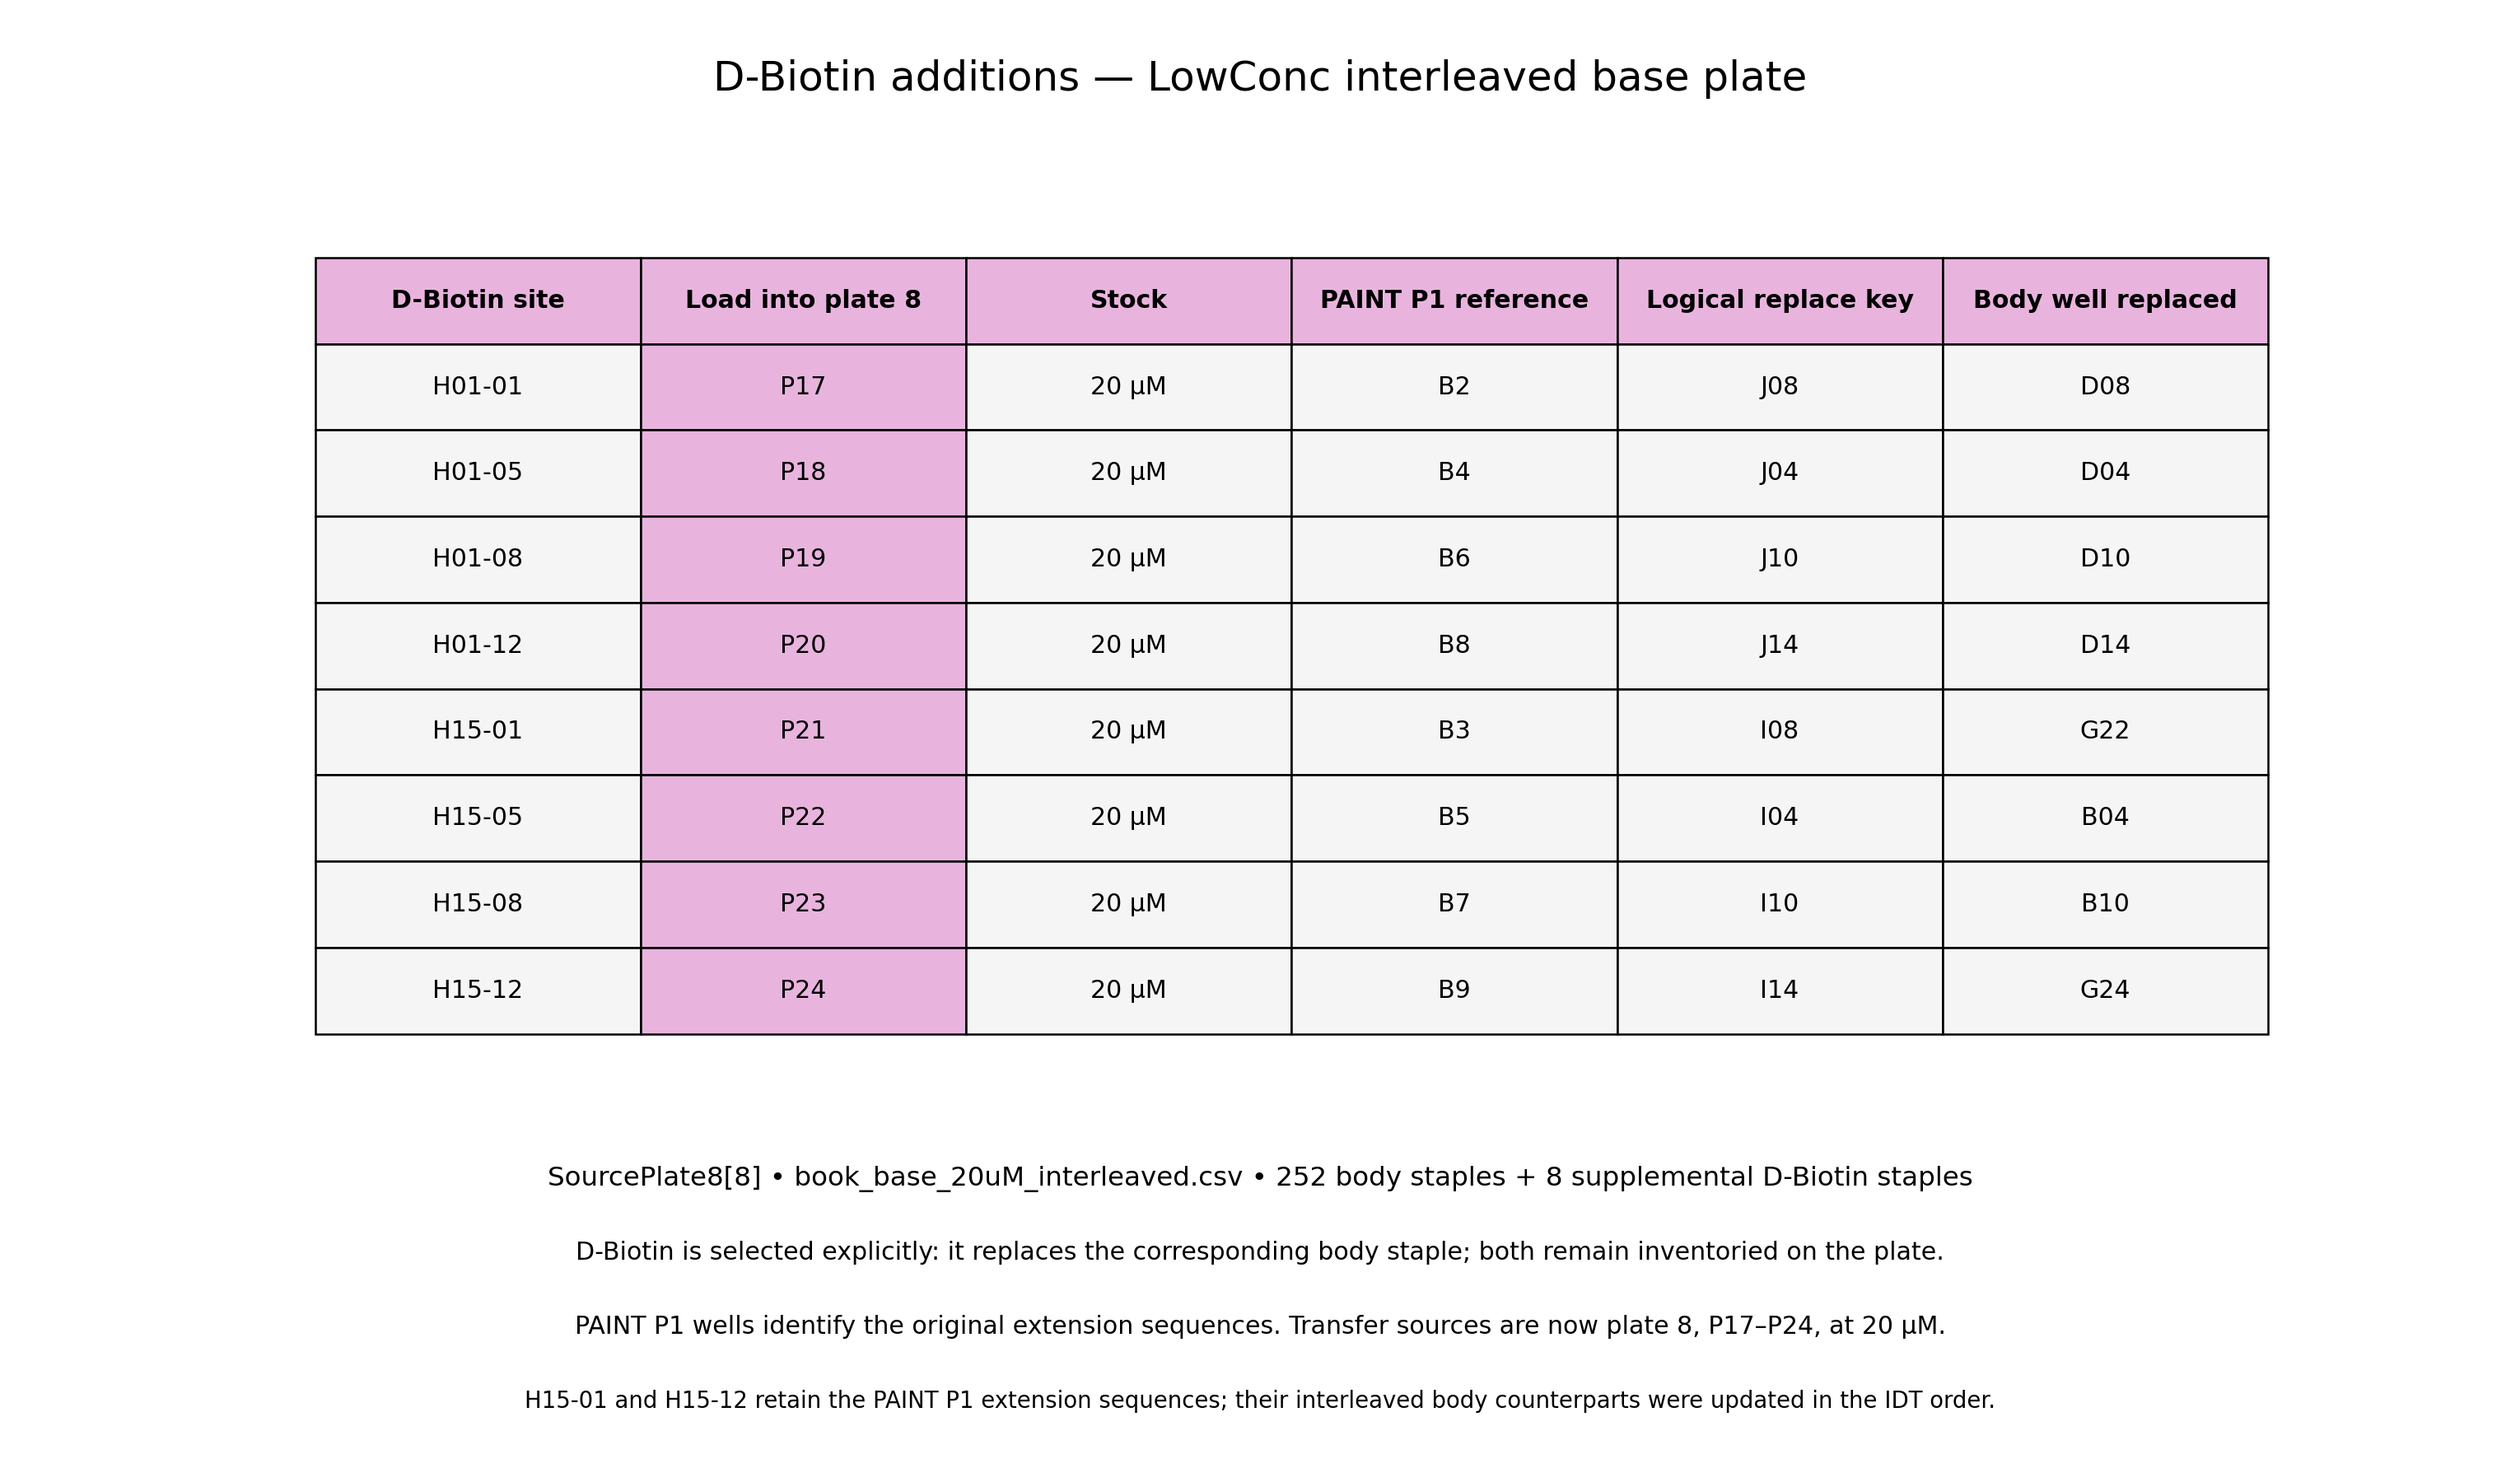 D-Biotin additions — LowConc interleaved base plate
D-Biotin site Load into plate 8 Stock PAINT P1 reference Logical replace key Body well replaced
H01-01 P17 20 µM B2 J08 D08
H01-05 P18 20 µM B4 J04 D04
H01-08 P19 20 µM B6 J10 D10
H01-12 P20 20 µM B8 J14 D14
H15-01 P21 20 µM B3 I08 G22
H15-05 P22 20 µM B5 I04 B04
H15-08 P23 20 µM B7 I10 B10
H15-12 P24 20 µM B9 I14 G24
SourcePlate8[8] • book_base_20uM_interleaved.csv • 252 body staples + 8 supplemental D-Biotin staples
D-Biotin is selected explicitly: it replaces the corresponding body staple; both remain inventoried on the plate.
PAINT P1 wells identify the original extension sequences. Transfer sources are now plate 8, P17–P24, at 20 µM.
H15-01 and H15-12 retain the PAINT P1 extension sequences; their interleaved body counterparts were updated in the IDT order.